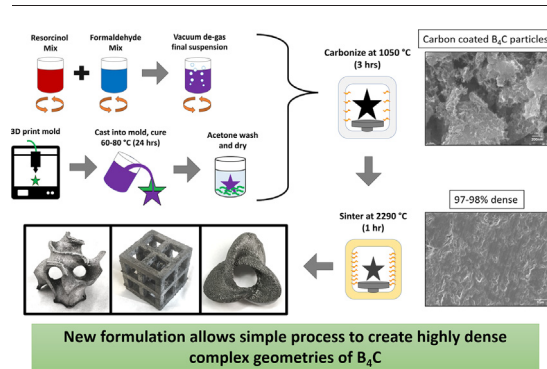 Resorcinol
Mix
Formaldehyde
Mix
Vacuum de-gas
final suspension
3D print mold
Cast into mold, cure
60-80 °C (24 hrs)
Acetone wash
and dry
Carbonize at 1050 °C
(3 hrs)
Carbon coated B₄C particles
Sinter at 2290 °C
(1 hr)
97-98% dense
New formulation allows simple process to create highly dense
complex geometries of B₄C